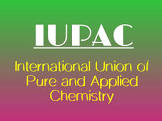 IUPAC
International Union of
Pure and Applied
Chemistry